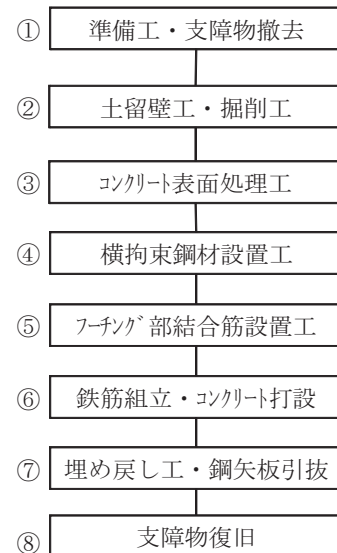 ① 準備工・支障物撤去
② 土留壁工・掘削工
③ ｺﾝｸﾘｰﾄ表面処理工
④ 横拘束鋼材設置工
⑤ ﾌｰﾁﾝｸﾞ部結合筋設置工
⑥ 鉄筋組立・ｺﾝｸﾘｰﾄ打設
⑦ 埋め戻し工・鋼矢板引抜
⑧ 支障物復旧